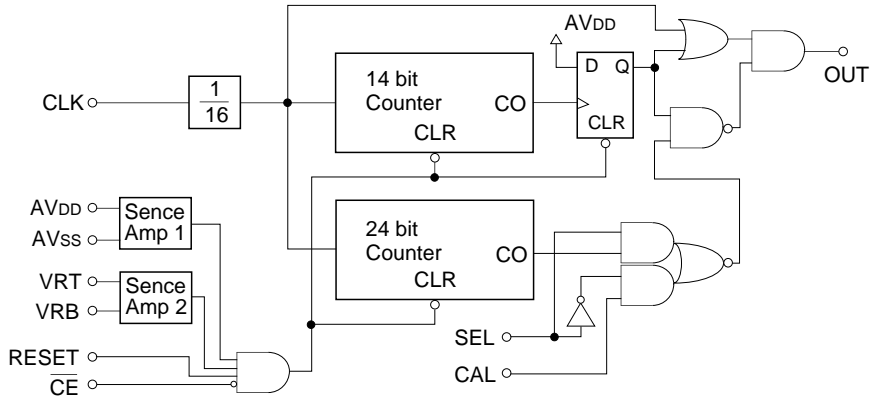 AVDD
D Q
14 bit
Counter
CO
CLR
CLR
OUT
CLK
1
16
AVDD
AVSS
Sence
Amp 1
24 bit
Counter
CO
CLR
VRT
VRB
Sence
Amp 2
SEL
RESET
CE
CAL